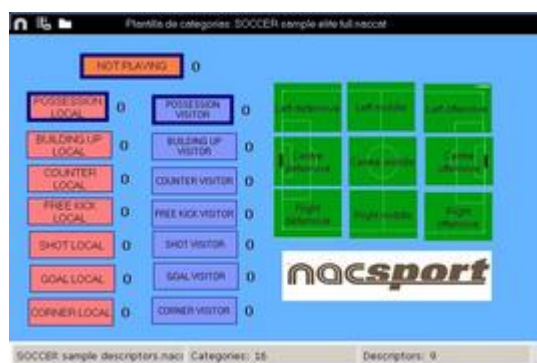 Plantilla de categories: SOCCER sample elite full.naccat
NOT PLAYING 0
POSSESSION LOCAL 0
POSSESSION VISITOR 0
BUILDING UP LOCAL 0
BUILDING UP VISITOR 0
COUNTER LOCAL 0
COUNTER VISITOR 0
FREE KICK LOCAL 0
FREE KICK VISITOR 0
SHOT LOCAL 0
SHOT VISITOR 0
GOAL LOCAL 0
GOAL VISITOR 0
CORNER LOCAL 0
CORNER VISITOR 0
Left defensive
Left middle
Left offensive
Centre defensive
Centre middle
Centre offensive
Right defensive
Right middle
Right offensive
nacsport
SOCCER sample descriptors.nacc Categories: 16 Descriptors: 9